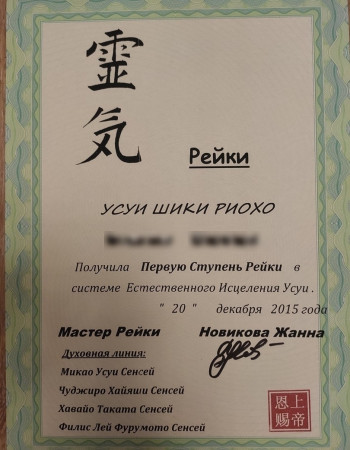 靈
気
Рейки
УСУИ ШИКИ РИОХО
Получила Первую Ступень Рейки в
системе Естественного Исцеления Усуи .
" 20 " декабря 2015 года
Мастер Рейки Новикова Жанна
Духовная линия:
Микао Усуи Сенсей
Чуджиро Хайяши Сенсей
Хавайо Таката Сенсей
Филис Лей Фурумото Сенсей
恩上
赐帝